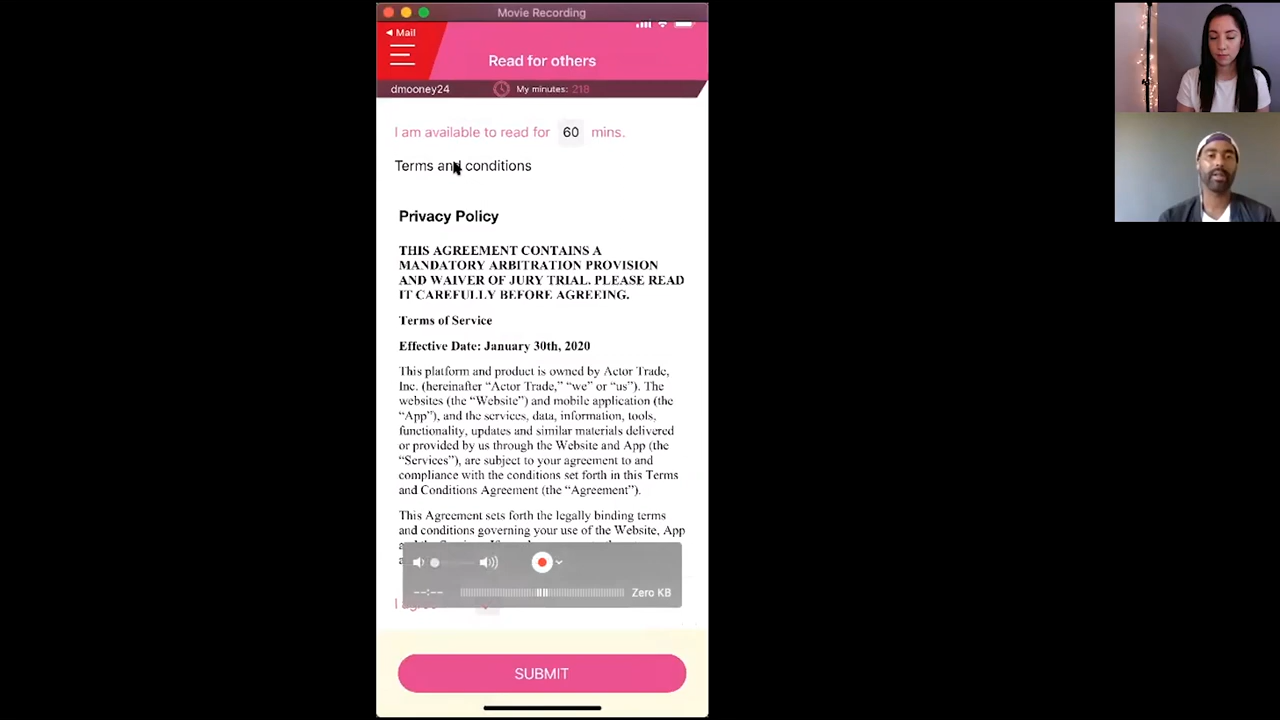 Movie Recording
Mail
Read for others
dmooney24
My minutes: 218
I am available to read for 60 mins.
Terms and conditions
Privacy Policy
THIS AGREEMENT CONTAINS A
MANDATORY ARBITRATION PROVISION
AND WAIVER OF JURY TRIAL. PLEASE READ
IT CAREFULLY BEFORE AGREEING.
Terms of Service
Effective Date: January 30th, 2020
This platform and product is owned by Actor Trade,
Inc. (hereinafter “Actor Trade,” “we” or “us”). The
websites (the “Website”) and mobile application (the
“App”), and the services, data, information, tools,
functionality, updates and similar materials delivered
or provided by us through the Website and App (the
“Services”), are subject to your agreement to and
compliance with the conditions set forth in this Terms
and Conditions Agreement (the “Agreement”).
This Agreement sets forth the legally binding terms
and conditions governing your use of the Website, App
--:--
Zero KB
I agree
SUBMIT